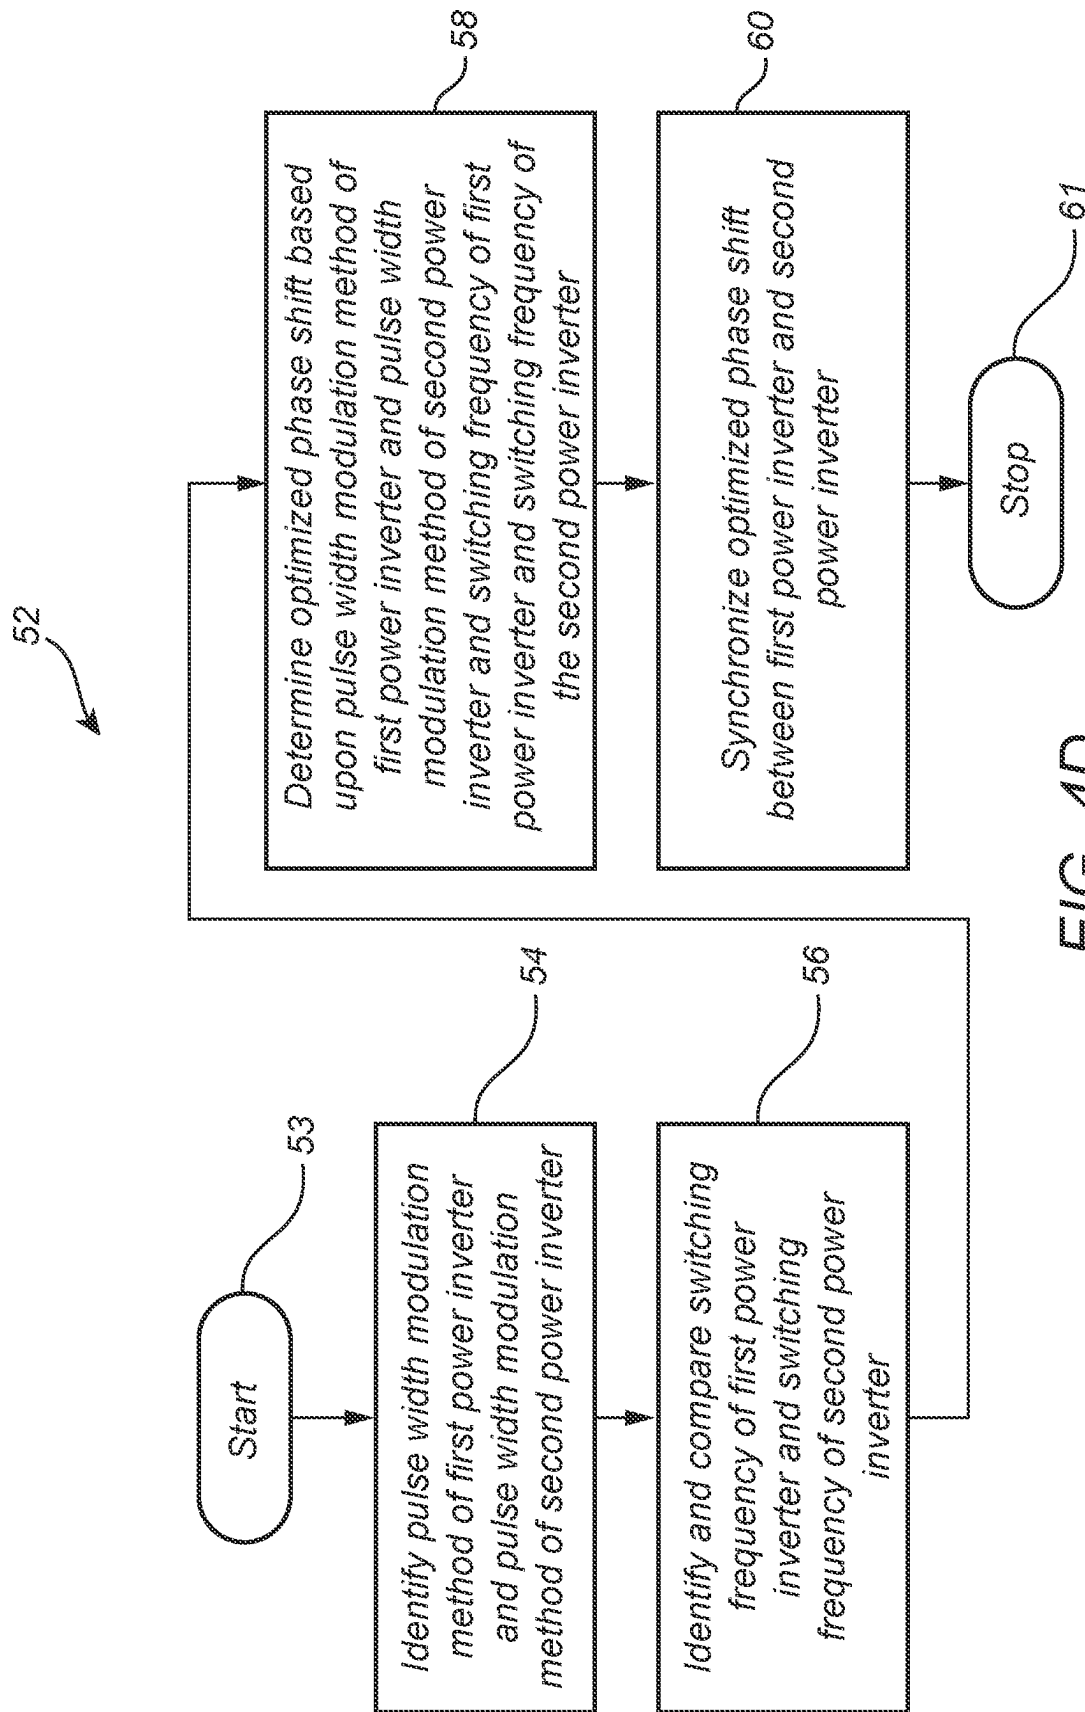 52
53
Start
54
Identify pulse width modulation
method of first power inverter
and pulse width modulation
method of second power inverter
56
Identify and compare switching
frequency of first power
inverter and switching
frequency of second power
inverter
58
Determine optimized phase shift based
upon pulse width modulation method of
first power inverter and pulse width
modulation method of second power
inverter and switching frequency of first
power inverter and switching frequency of
the second power inverter
60
Synchronize optimized phase shift
between first power inverter and second
power inverter
61
Stop